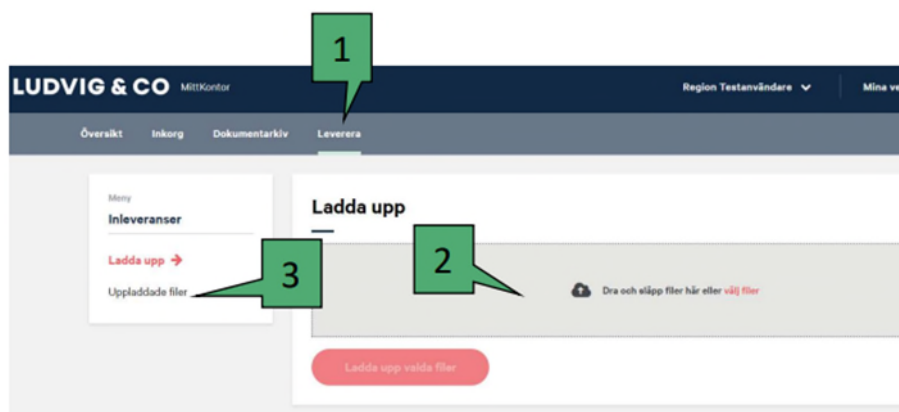 1
LUDVIG & CO MittKontor Region Testanvändare Mina ve
Översikt Inkorg Dokumentarkiv Leverera
Meny
Inleveranser
Ladda upp
Uppladdade filer
3
Ladda upp
2
Dra och släpp filer här eller välj filer
Ladda upp valda filer